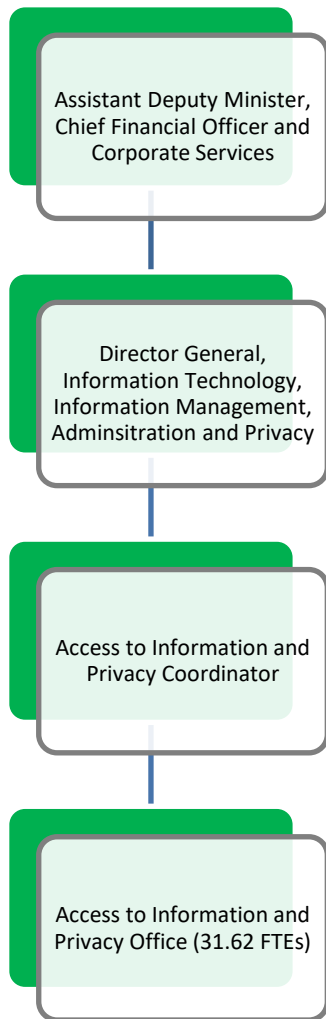 Assistant Deputy Minister,
Chief Financial Officer and
Corporate Services
Director General,
Information Technology,
Information Management,
Adminsitration and Privacy
Access to Information and
Privacy Coordinator
Access to Information and
Privacy Office (31.62 FTEs)